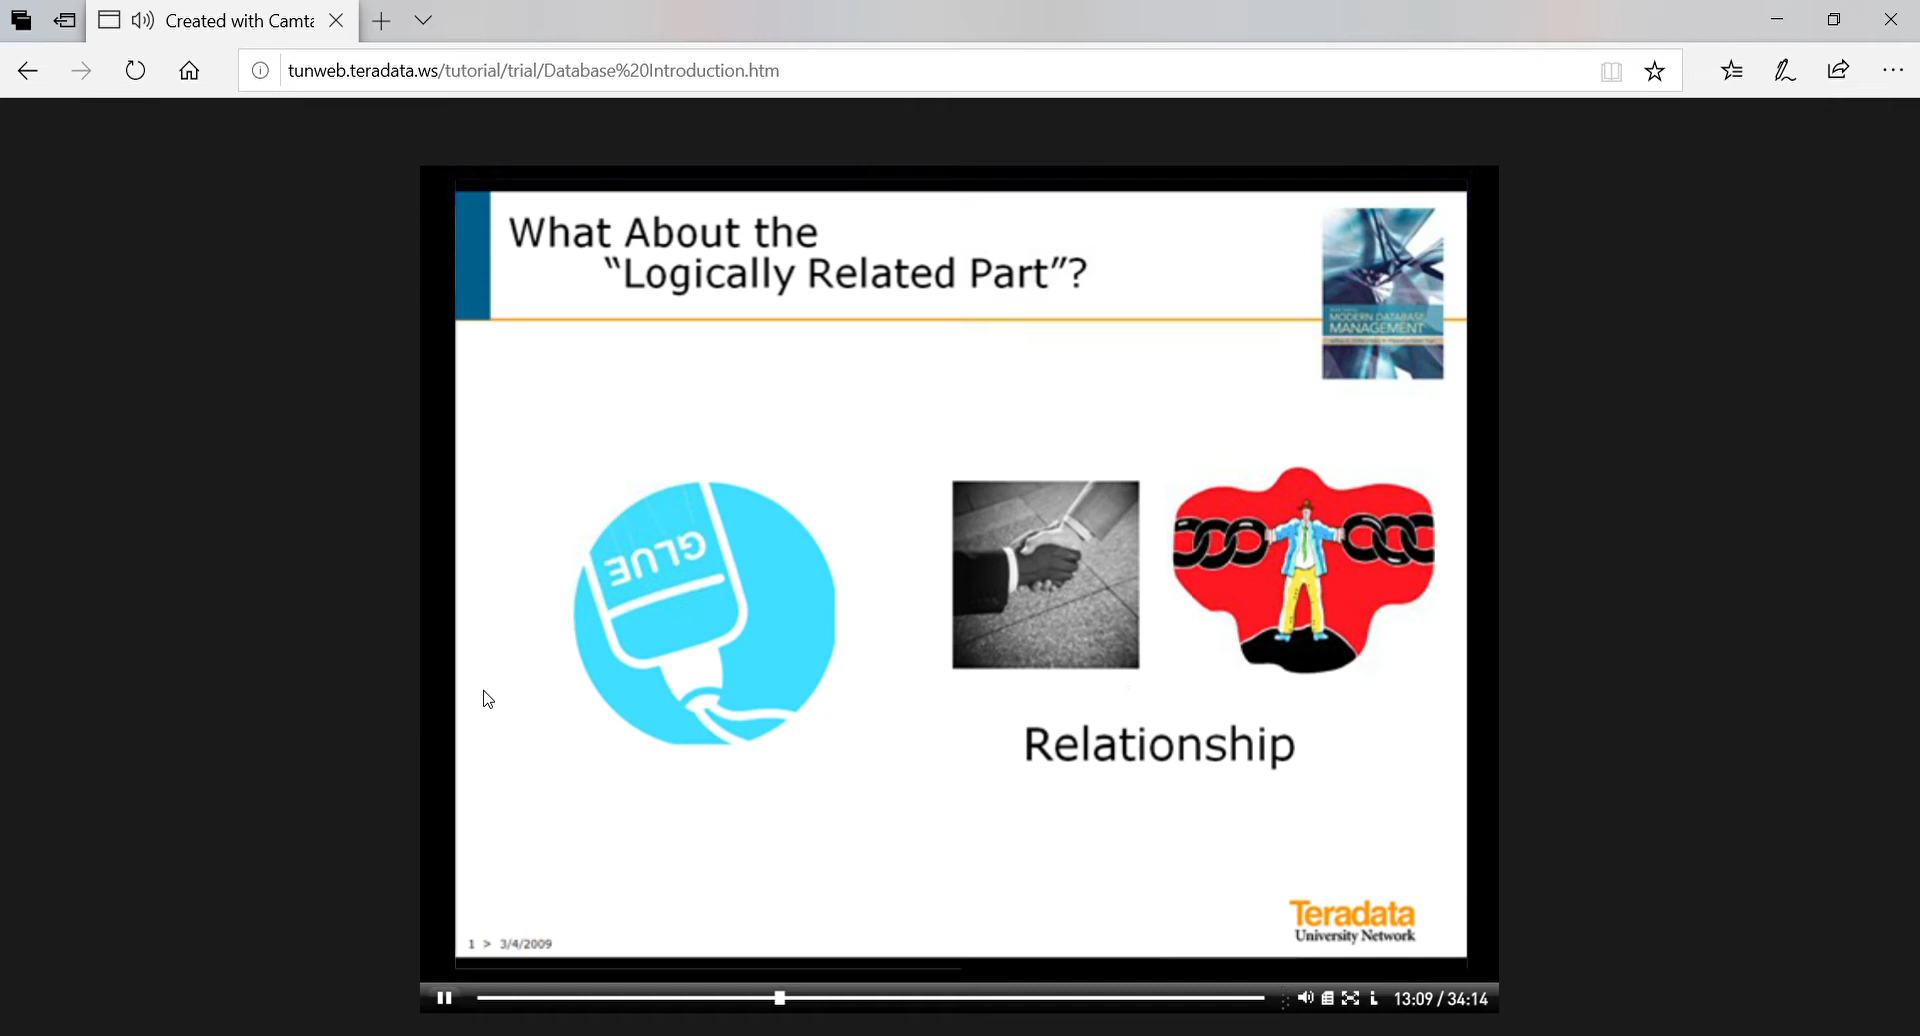 Created with Camta
tunweb.teradata.ws/tutorial/trial/Database%20Introduction.htm
What About the
“Logically Related Part”?
MODERN DATABASE
MANAGEMENT
GLUE
Relationship
Teradata
University Network
1 > 3/4/2009
13:09 / 34:14